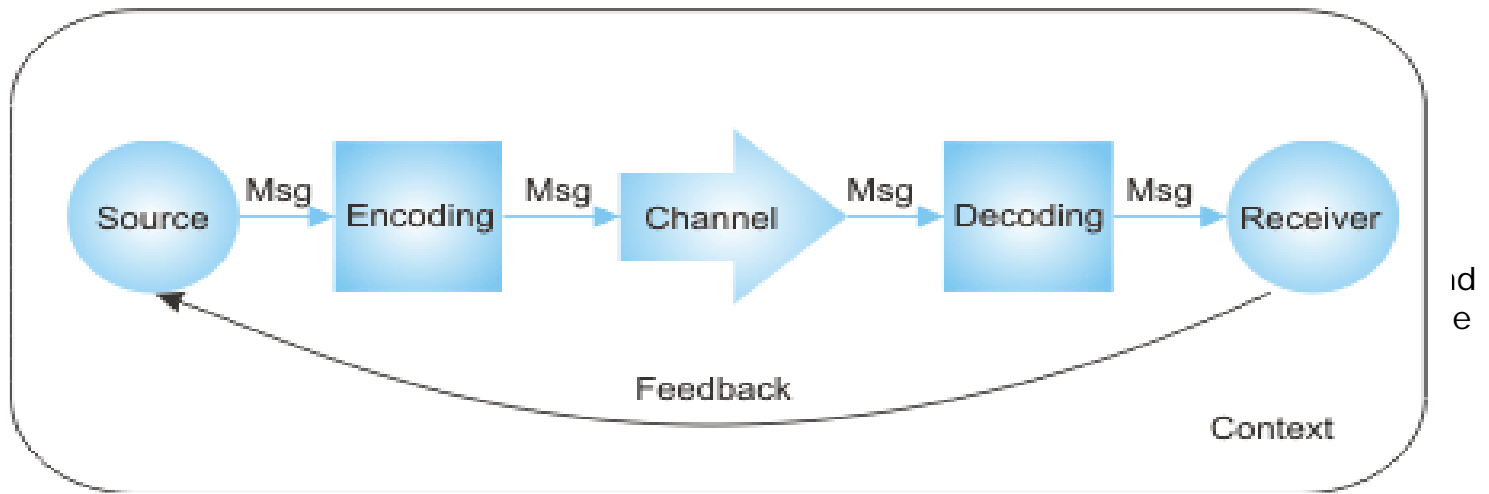 Msg Msg Msg Msg
Source Encoding Channel Decoding Receiver
e
Feedback
Context